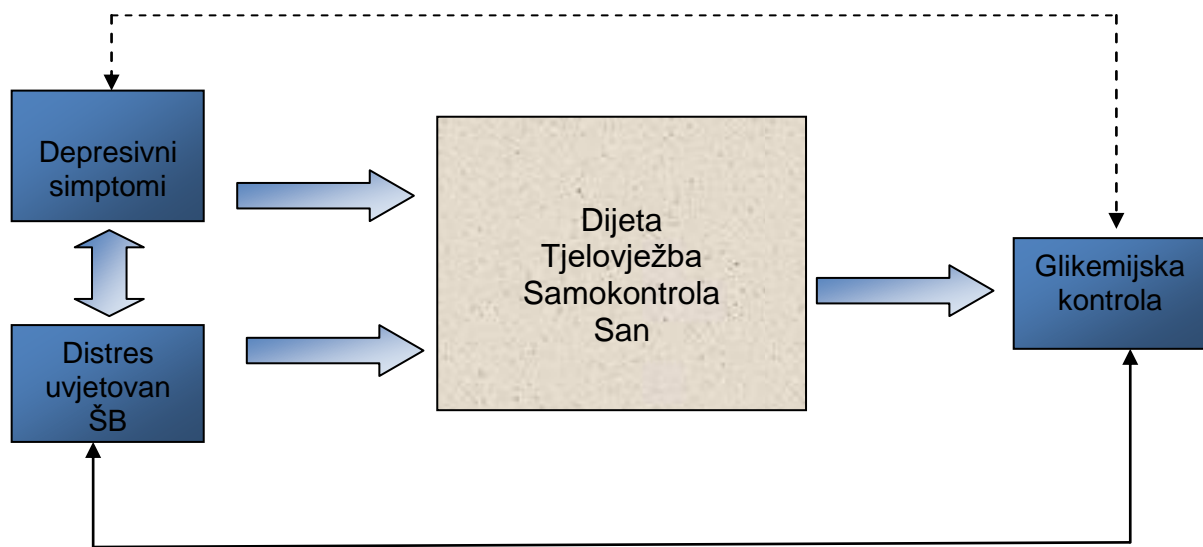 Depresivni
simptomi
Distres
uvjetovan
ŠB
Dijeta
Tjelovježba
Samokontrola
San
Glikemijska
kontrola